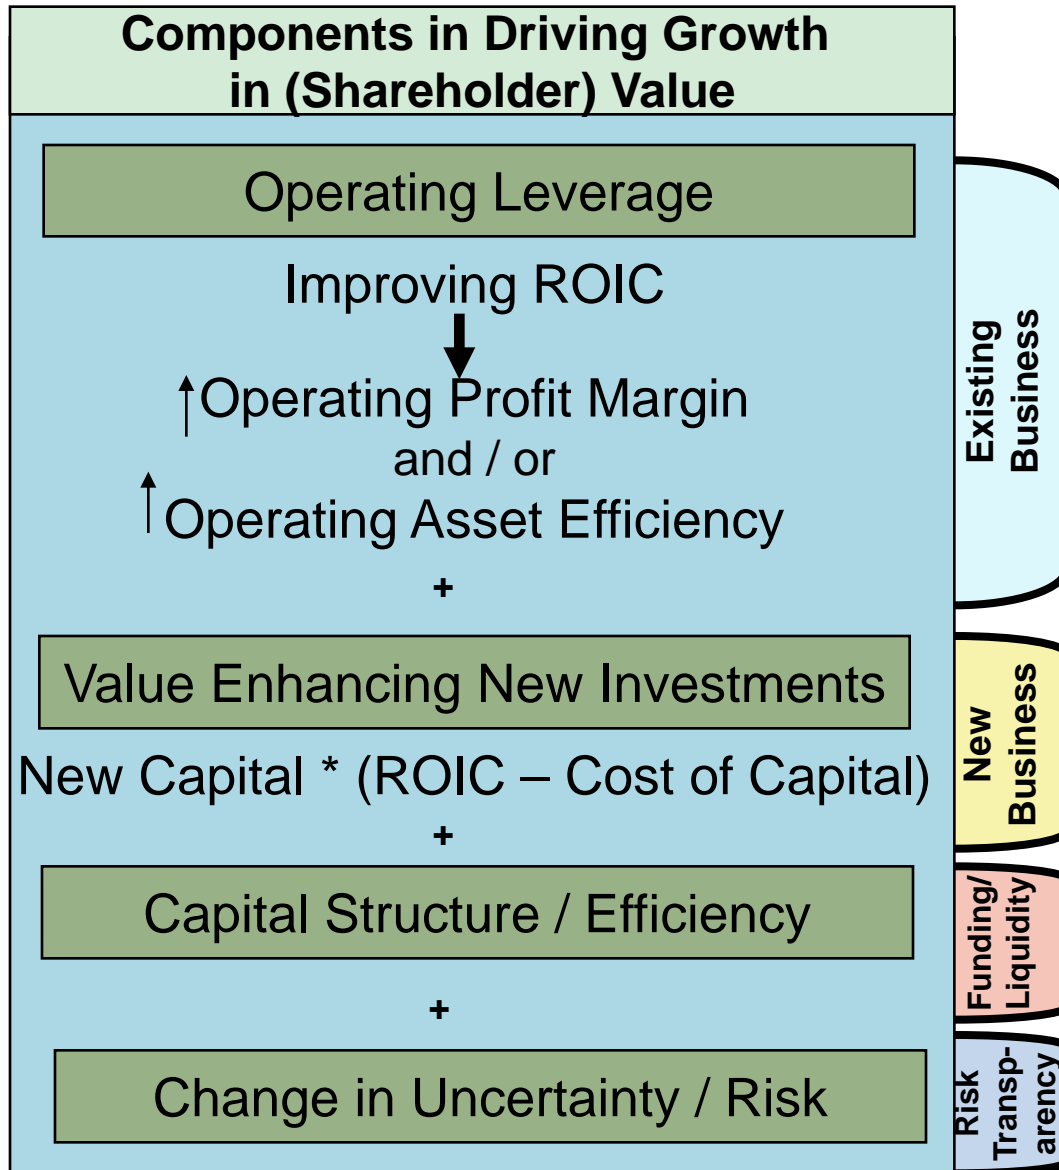 Components in Driving Growth
in (Shareholder) Value
Operating Leverage
Improving ROIC
Operating Profit Margin
and / or
Operating Asset Efficiency
+
Existing
Business
Value Enhancing New Investments
New Capital * (ROIC – Cost of Capital)
+
New
Business
Capital Structure / Efficiency
+
Funding/
Liquidity
Change in Uncertainty / Risk
Risk
Transp-
arency